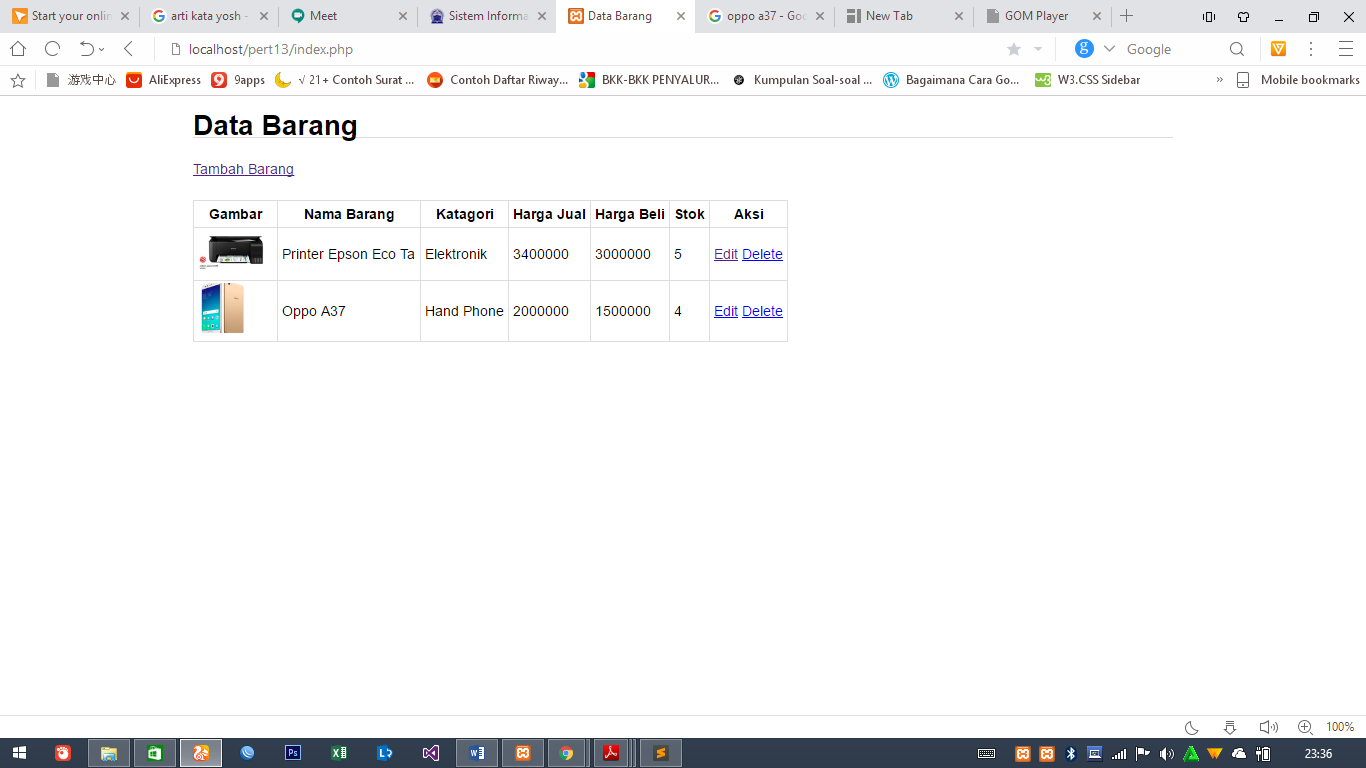 Start your onlin
arti kata yosh -
Meet
Sistem Informa
Data Barang
oppo a37 - Goo
New Tab
GOM Player
localhost/pert13/index.php
Google
游戏中心
AliExpress
9apps
√ 21+ Contoh Surat ...
Contoh Daftar Riway...
BKK-BKK PENYALUR...
Kumpulan Soal-soal ...
Bagaimana Cara Go...
W3.CSS Sidebar
»
Mobile bookmarks
Data Barang
Tambah Barang
Gambar Nama Barang Katagori Harga Jual Harga Beli Stok Aksi
Printer Epson Eco Ta Elektronik 3400000 3000000 5 Edit Delete
Oppo A37 Hand Phone 2000000 1500000 4 Edit Delete
100%
23:36